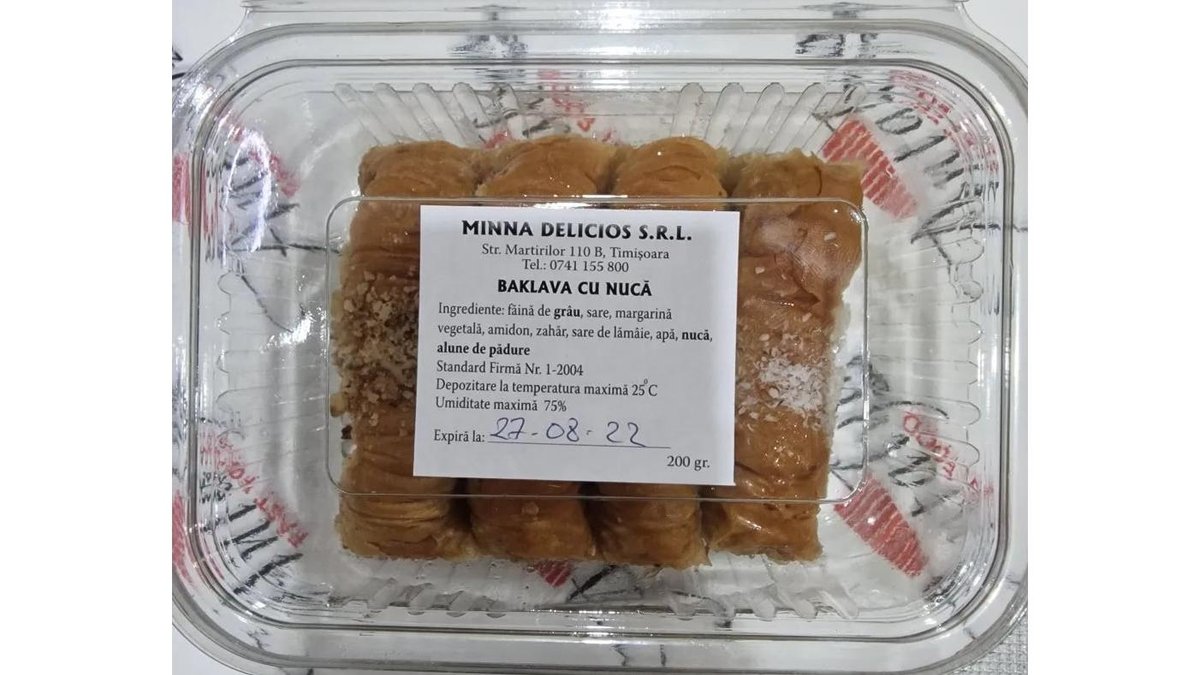 MINNA DELICIOS S.R.L.
Str. Martirilor 110 B, Timișoara
Tel.: 0741 155 800
BAKLAVA CU NUCĂ
Ingrediente: făină de grâu, sare, margarină
vegetală, amidon, zahăr, sare de lămâie, apă, nucă,
alune de pădure
Standard Firmă Nr. 1-2004
Depozitare la temperatura maximă 25°C
Umiditate maximă 75%
Expiră la: 27-08-22
200 gr.